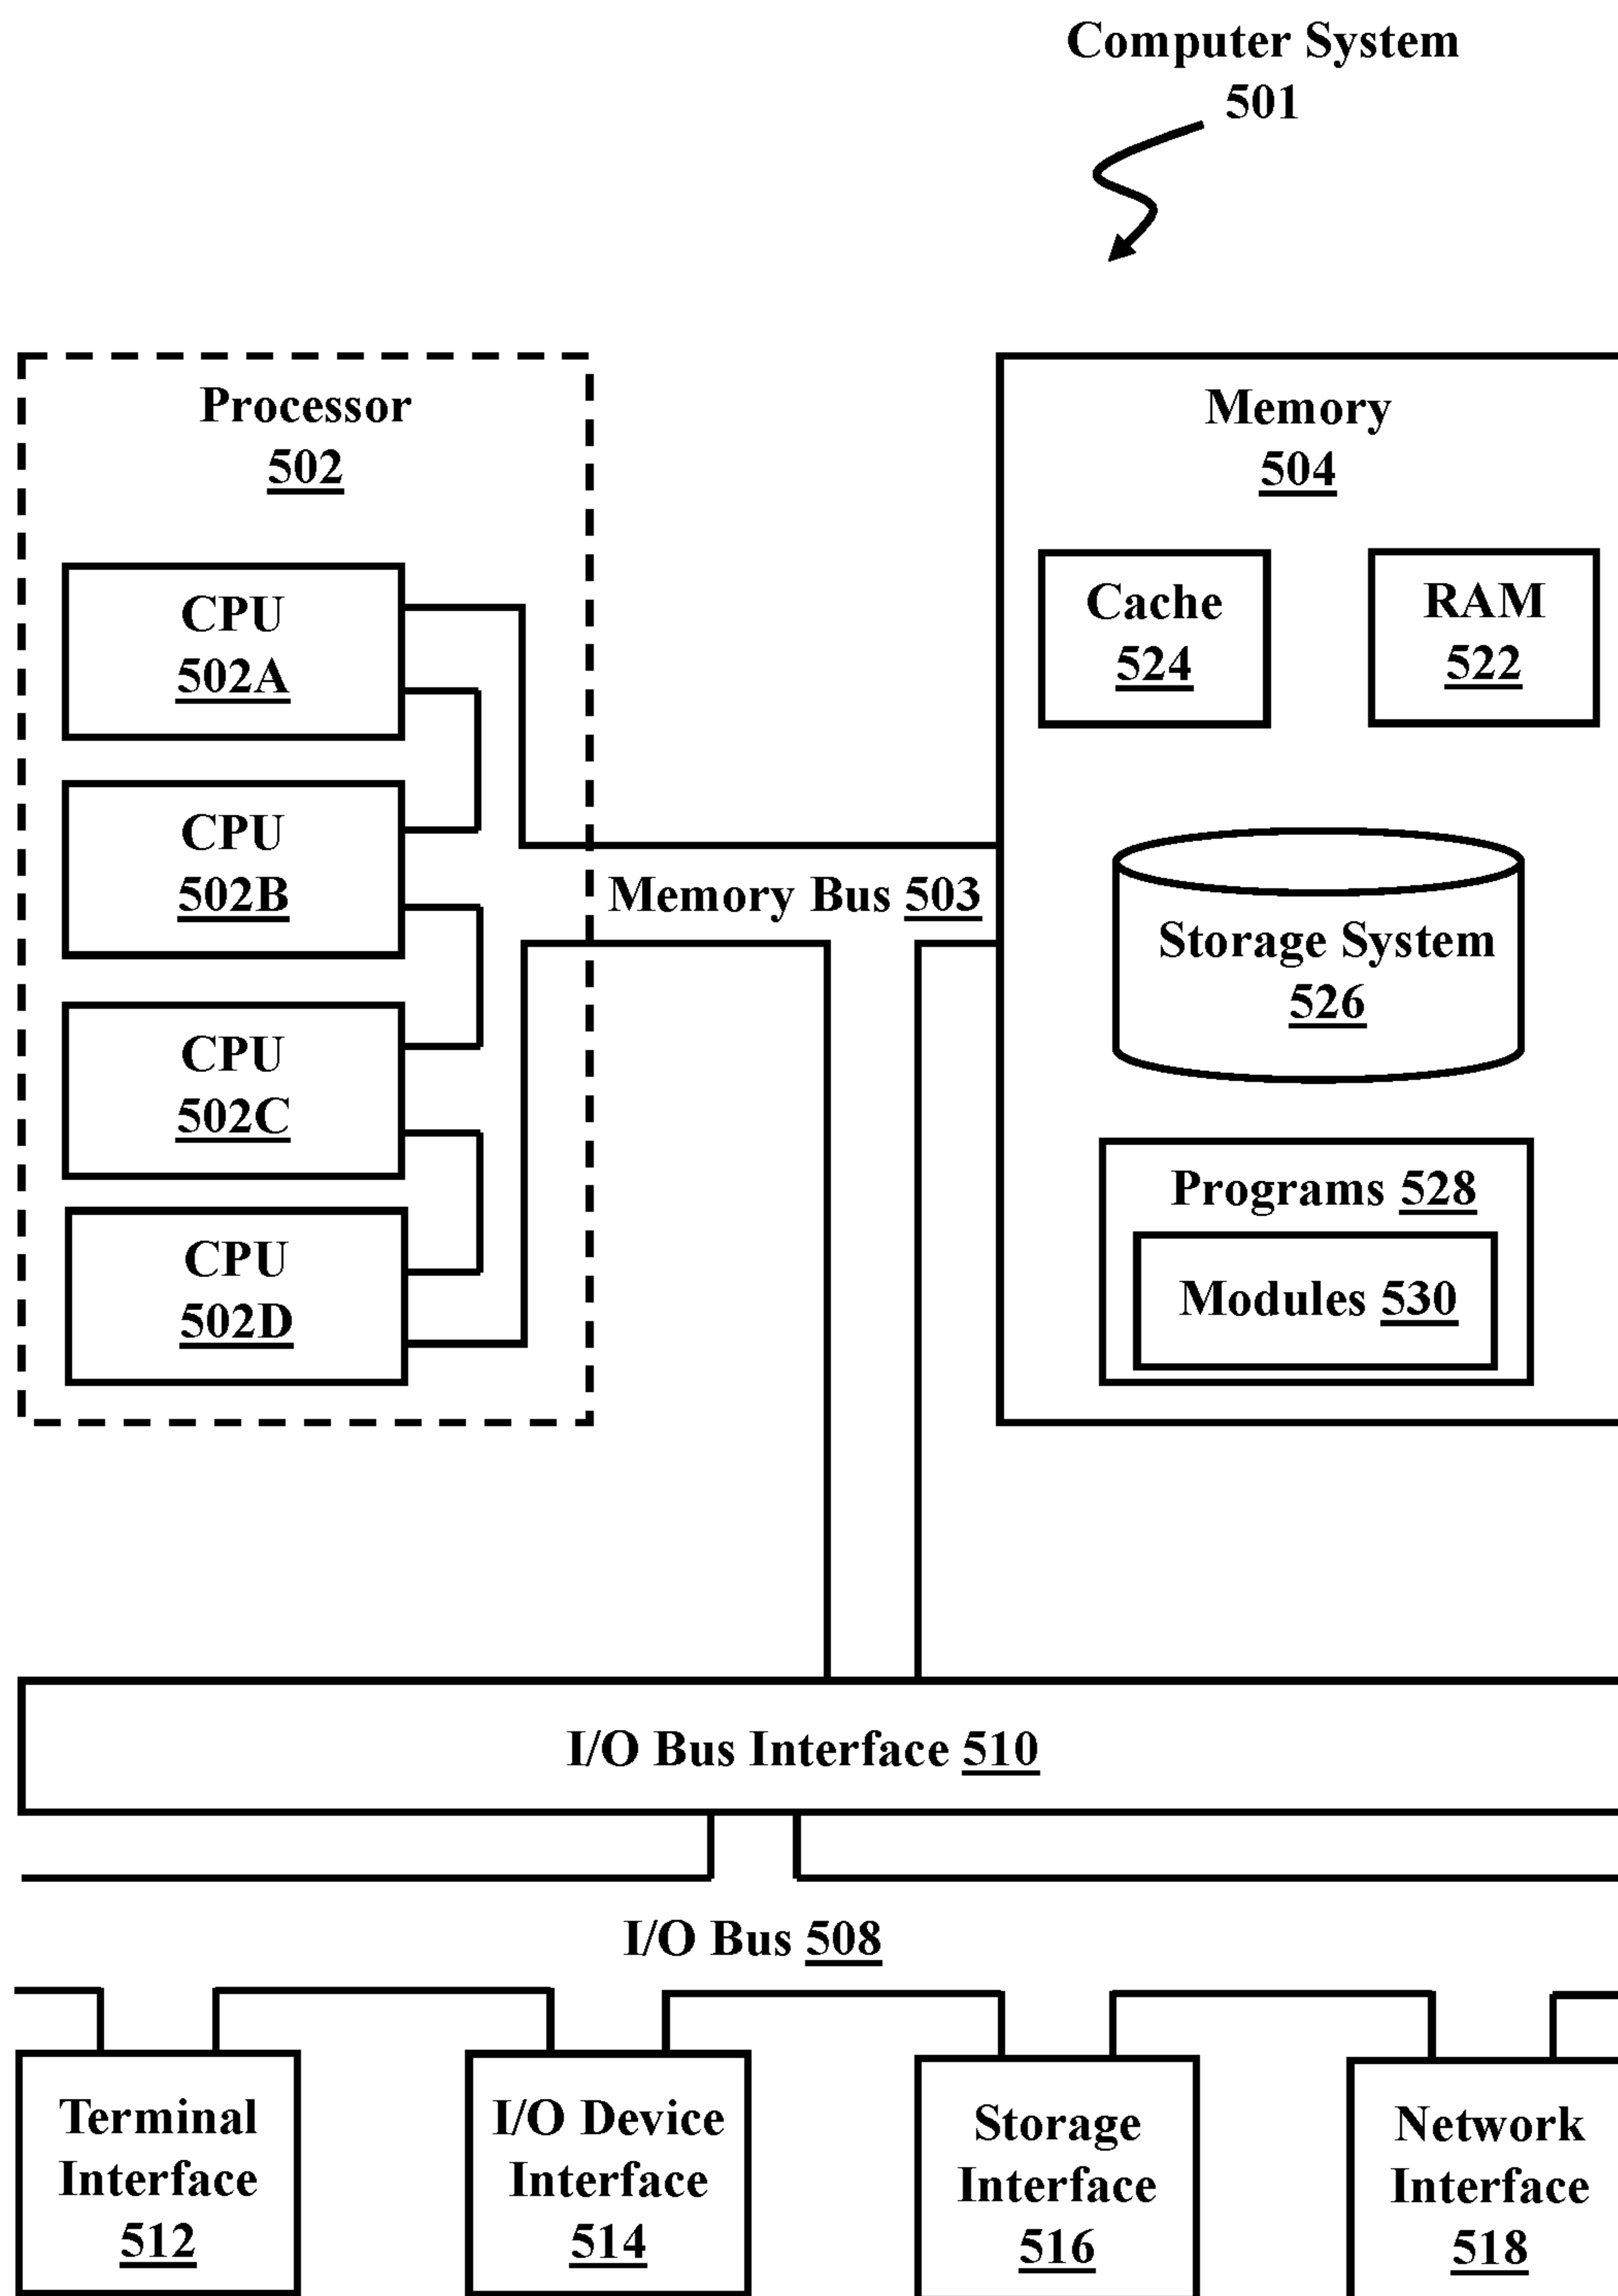 Computer System
501
Processor
502
CPU
502A
CPU
502B
CPU
502C
CPU
502D
Memory Bus 503
Memory
504
Cache
524
RAM
522
Storage System
526
Programs 528
Modules 530
I/O Bus Interface 510
I/O Bus 508
Terminal
Interface
512
I/O Device
Interface
514
Storage
Interface
516
Network
Interface
518